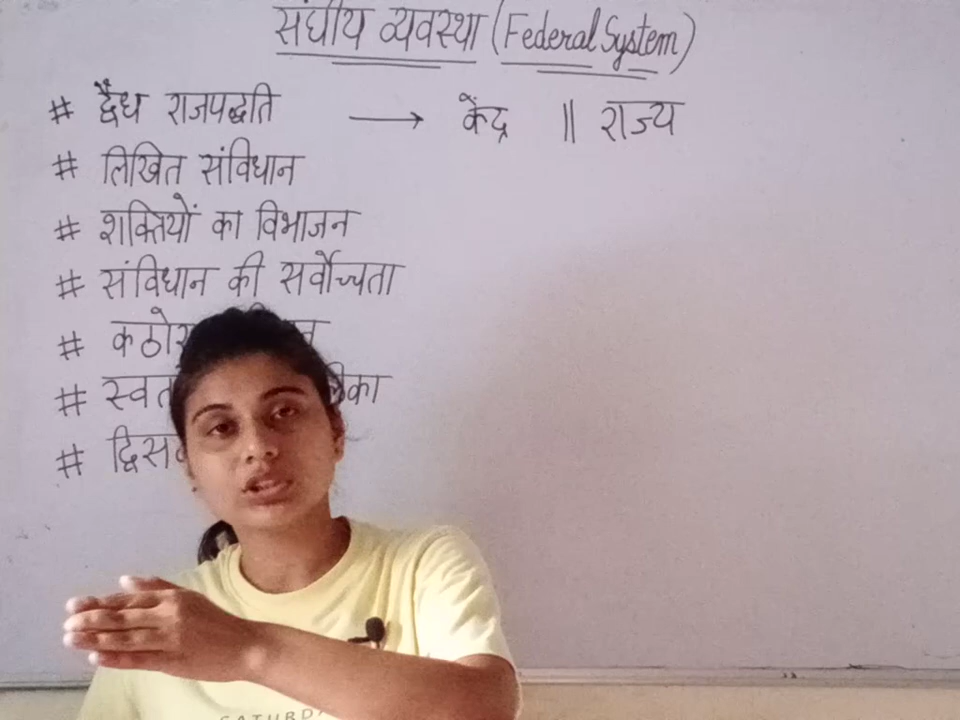 संघीय व्यवस्था (Federal System)
# द्वैध राजपद्धति → केंद्र || राज्य
# लिखित संविधान
# शक्तियों का विभाजन
# संविधान की सर्वोच्चता
#
#
#